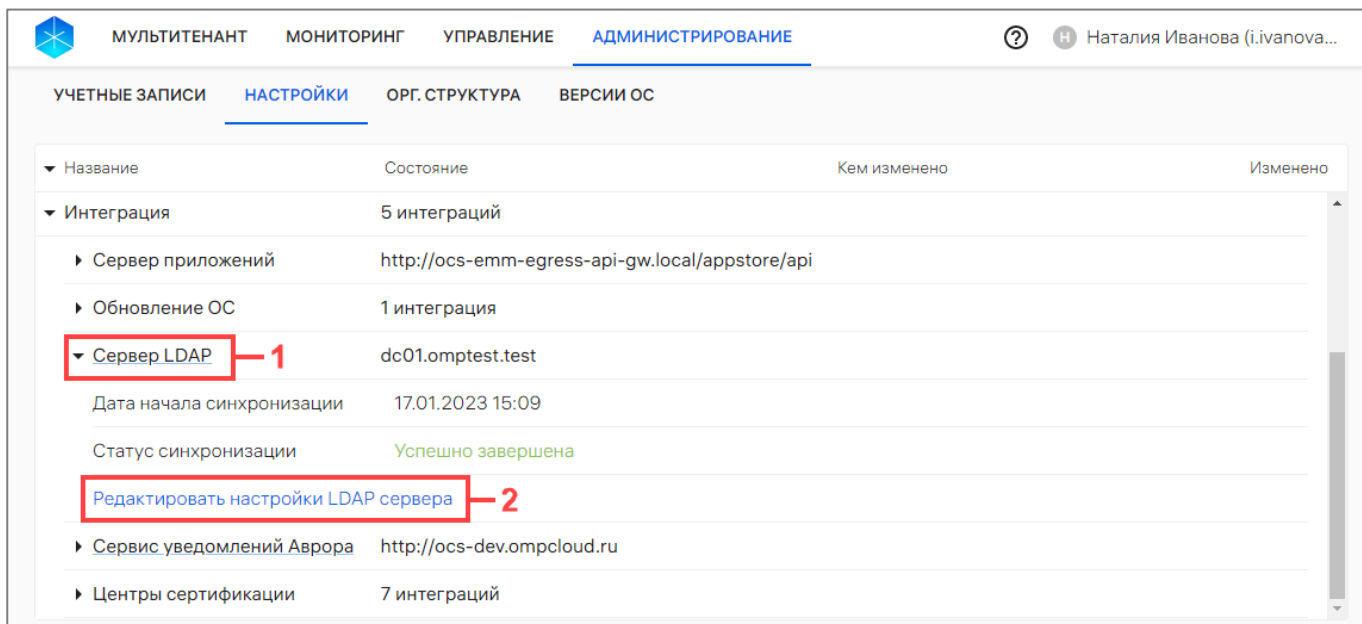 МУЛЬТИТЕНАНТ МОНИТОРИНГ УПРАВЛЕНИЕ АДМИНИСТРИРОВАНИЕ ? Н Наталия Иванова (i.ivanova...
УЧЕТНЫЕ ЗАПИСИ НАСТРОЙКИ ОРГ. СТРУКТУРА ВЕРСИИ ОС
Название Состояние Кем изменено Изменено
Интеграция 5 интеграций
Сервер приложений http://ocs-emm-egress-api-gw.local/appstore/api
Обновление ОС 1 интеграция
Сервер LDAP 1 dc01.omptest.test
Дата начала синхронизации 17.01.2023 15:09
Статус синхронизации Успешно завершена
Редактировать настройки LDAP сервера 2
Сервис уведомлений Аврора http://ocs-dev.ompcloud.ru
Центры сертификации 7 интеграций